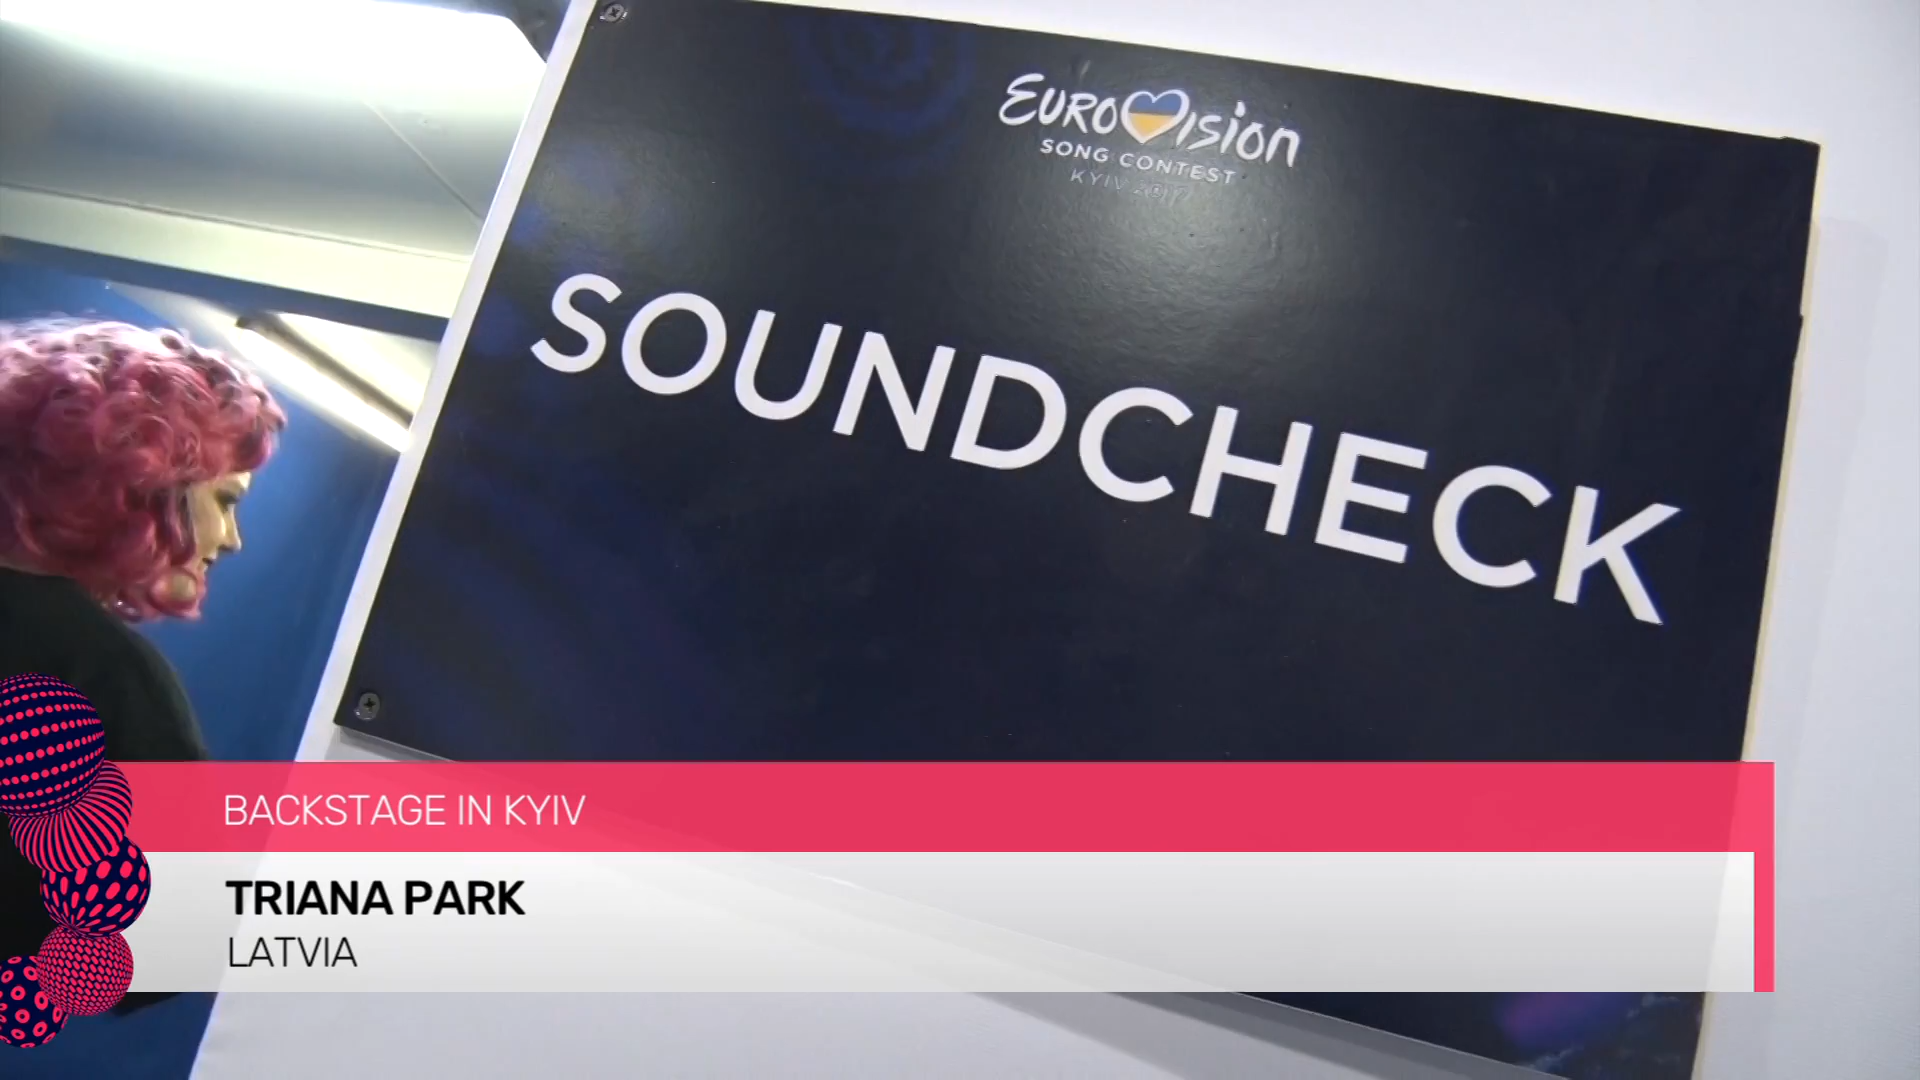 EUROVISION
SONG CONTEST
KYIV 2017
SOUNDCHECK
BACKSTAGE IN KYIV
TRIANA PARK
LATVIA